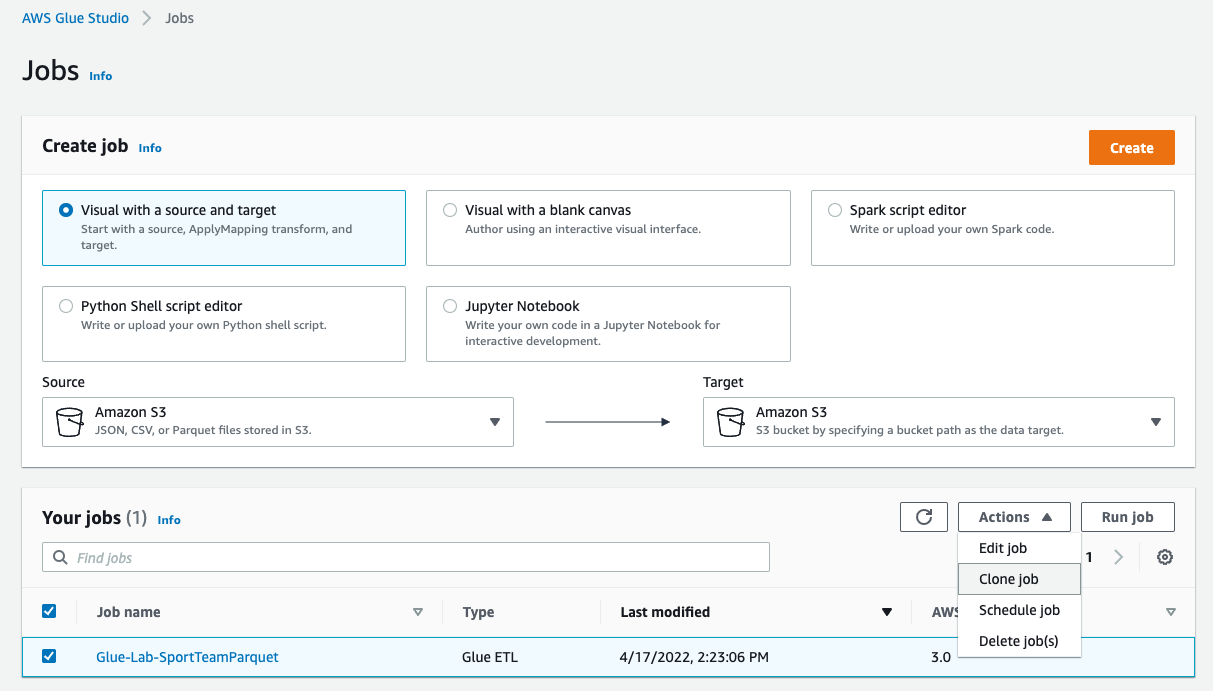 AWS Glue Studio > Jobs
Jobs Info
Create job Info
Create
Visual with a source and target
Start with a source, ApplyMapping transform, and
target.
Visual with a blank canvas
Author using an interactive visual interface.
Spark script editor
Write or upload your own Spark code.
Python Shell script editor
Write or upload your own Python shell script.
Jupyter Notebook
Write your own code in a Jupyter Notebook for
interactive development.
Source
Amazon S3
JSON, CSV, or Parquet files stored in S3.
Target
Amazon S3
S3 bucket by specifying a bucket path as the data target.
Your jobs (1) Info
Actions
Run job
Find jobs
1
Edit job
Clone job
Schedule job
Delete job(s)
Job name
Type
Last modified
AWS
Glue-Lab-SportTeamParquet
Glue ETL
4/17/2022, 2:23:06 PM
3.0